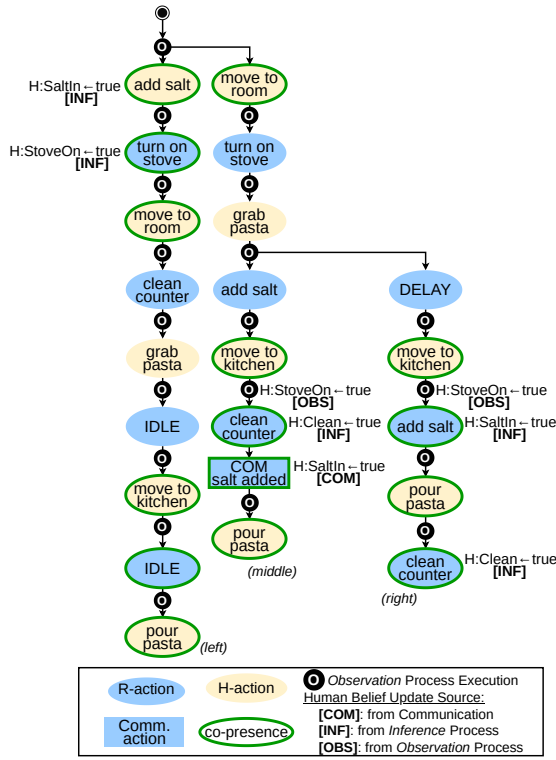 O
add salt
move to
room
H:SaltIn←true
[INF]
O
O
turn on
stove
turn on
stove
H:StoveOn←true
[INF]
O
O
move to
room
grab
pasta
O
O
clean
counter
add salt
DELAY
O
O
O
grab
pasta
move to
kitchen
move to
kitchen
O
O
H:StoveOn←true
[OBS]
O
H:StoveOn←true
[OBS]
IDLE
clean
counter
H:Clean←true
[INF]
add salt
H:SaltIn←true
[INF]
O
COM
salt added
H:SaltIn←true
[COM]
O
move to
kitchen
O
pour
pasta
O
pour
pasta
O
IDLE
(middle)
clean
counter
H:Clean←true
[INF]
O
(right)
pour
pasta
(left)
R-action
H-action
O Observation Process Execution
Human Belief Update Source:
Comm.
action
co-presence
[COM]: from Communication
[INF]: from Inference Process
[OBS]: from Observation Process